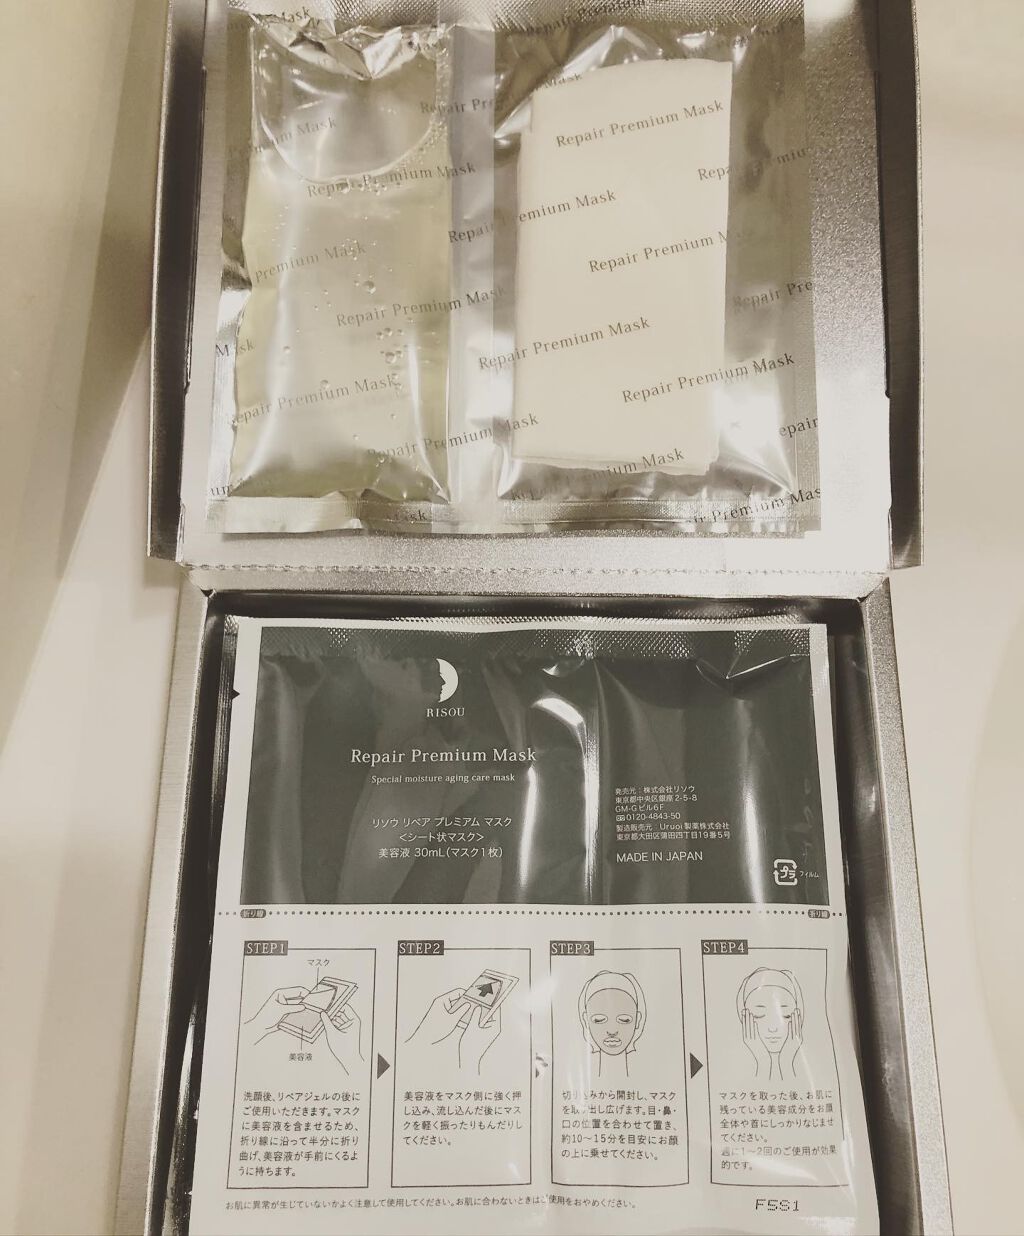 Repair Premium Mask
Repair Premium Mask
Repair Premium Mask
Repair Premium Mask
Repair Premium Mask
Repair Premium Mask
Repair Premium Mask
RISOU
Repair Premium Mask
Special moisture aging care mask
リソウ リペア プレミアム マスク
<シート状マスク>
美容液 30mL(マスク1枚)
発売元:株式会社リソウ
東京都中央区銀座2-5-8
GM-Gビル6F
0120-4843-50
製造販売元 Uruoi製薬株式会社
東京都大田区蒲田四丁目19番5号
MADE IN JAPAN
プラ フィルム
折り線
折り線
STEP1
マスク
美容液
洗顔後、リペアジェルの後に
ご使用いただきます。マスク
に美容液を含ませるため、
折り線に沿って半分に折り
曲げ、美容液が手前にくるよ
うに持ちます。
STEP2
美容液をマスク側に強く押
し込み、流し込んだ後にマス
クを軽く振ったりもんだりし
てください。
STEP3
切り込みから開封し、マスク
を取り出し広げます。目・鼻・
口の位置を合わせて置き、
約10〜15分を目安にお顔
の上に乗せてください。
STEP4
マスクを取った後、お肌に
残っている美容成分をお顔
全体や首にしっかりなじませ
てください。
週に1〜2回のご使用が効果
的です。
お肌に異常が生じていないかよく注意して使用してください。お肌に合わないときはご使用をおやめください。
F5S1